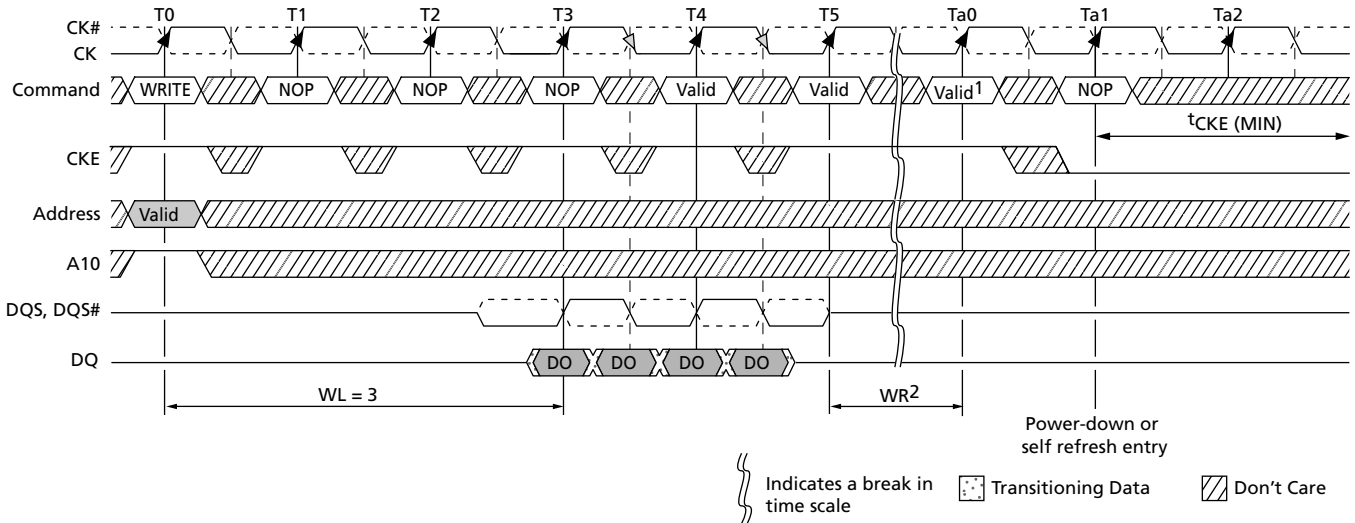 T0 T1 T2 T3 T4 T5 Ta0 Ta1 Ta2
CK#
CK
Command WRITE NOP NOP NOP Valid Valid Valid1 NOP
tCKE (MIN)
CKE
Address Valid
A10
DQS, DQS#
DQ DO DO DO DO
WL = 3 WR2
Power-down or
self refresh entry
Indicates a break in
time scale
Transitioning Data
Don't Care